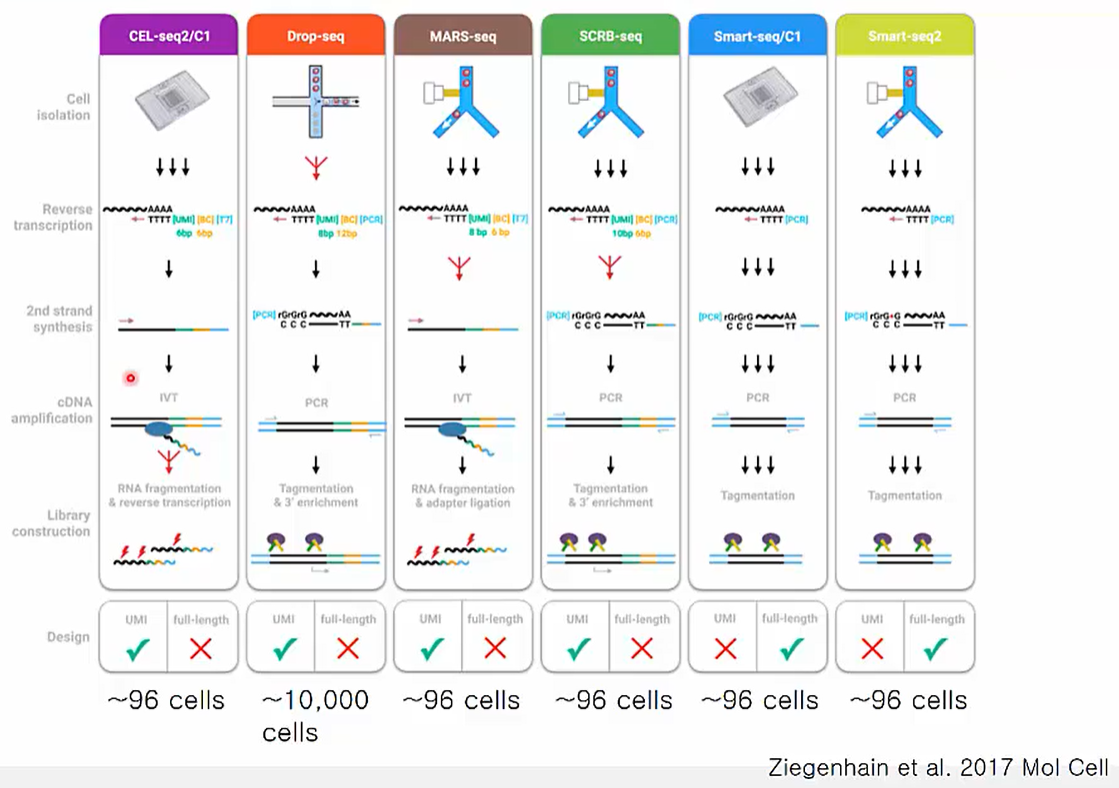 CEL-seq2/C1 Drop-seq MARS-seq SCRB-seq Smart-seq/C1 Smart-seq2
Cell
isolation
Reverse
transcription
AAAA AAAA AAAA AAAA AAAA AAAA
TTTT [UMI] [BC] [T7] TTTT [UMI] [BC] [PCR] TTTT [UMI] [BC] [T7] TTTT [UMI] [BC] [PCR] TTTT [PCR] TTTT [PCR]
6bp 6bp 8bp 12bp 8 bp 6 bp 10bp 6bp
2nd strand
synthesis
[PCR] rGrGrG AA [PCR] rGrGrG AA [PCR] rGrGrG AA [PCR] rGrG+G AA
C C C TT C C C TT C C C TT C C C TT
cDNA
amplification
IVT PCR IVT PCR PCR PCR
Library
construction
RNA fragmentation Tagmentation RNA fragmentation Tagmentation Tagmentation Tagmentation
& reverse transcription & 3' enrichment & adapter ligation & 3' enrichment
Design
UMI full-length UMI full-length UMI full-length UMI full-length UMI full-length UMI full-length
~96 cells ~10,000 ~96 cells ~96 cells ~96 cells ~96 cells
cells
Ziegenhain et al. 2017 Mol Cell